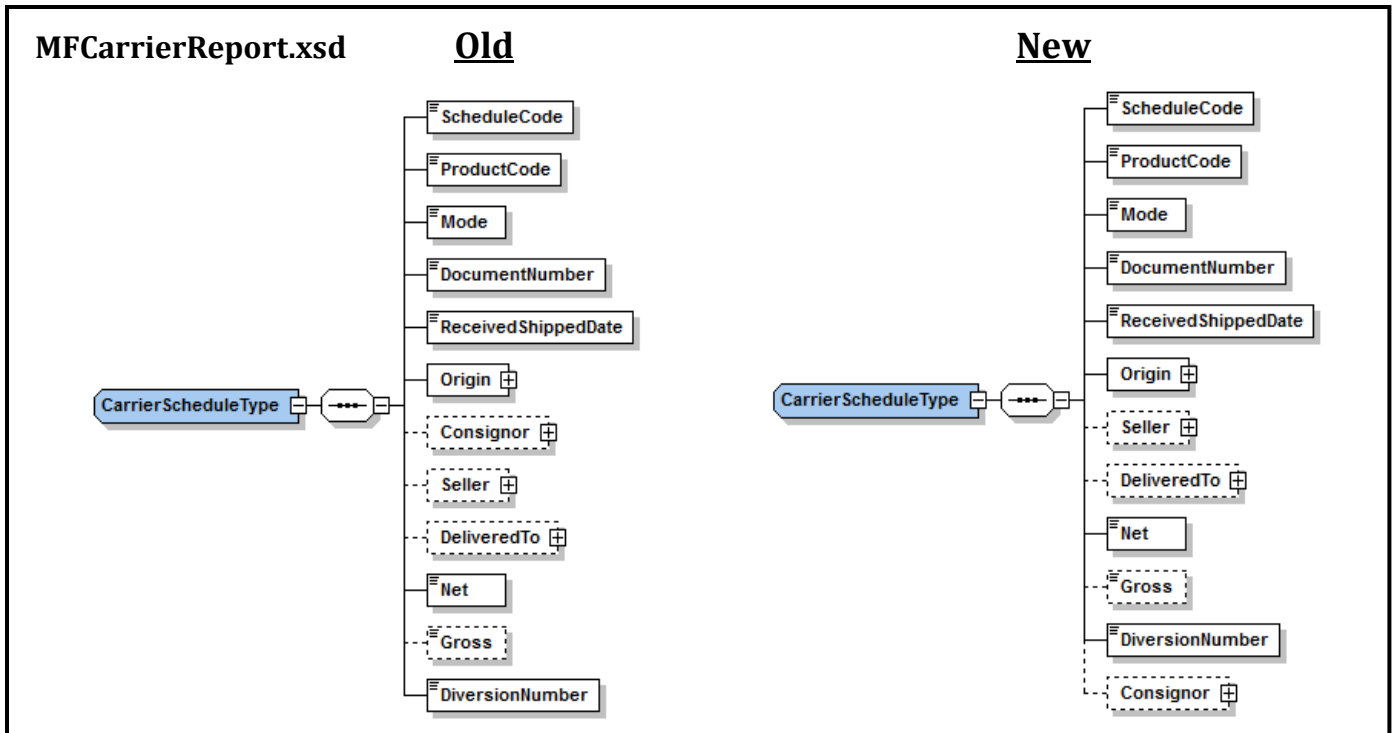 MFCarrierReport.xsd Old New
ScheduleCode
ProductCode
Mode
DocumentNumber
ReceivedShippedDate
Origin
CarrierScheduleType
Consignor
Seller
DeliveredTo
Net
Gross
DiversionNumber
ScheduleCode
ProductCode
Mode
DocumentNumber
ReceivedShippedDate
Origin
CarrierScheduleType
Seller
DeliveredTo
Net
Gross
DiversionNumber
Consignor